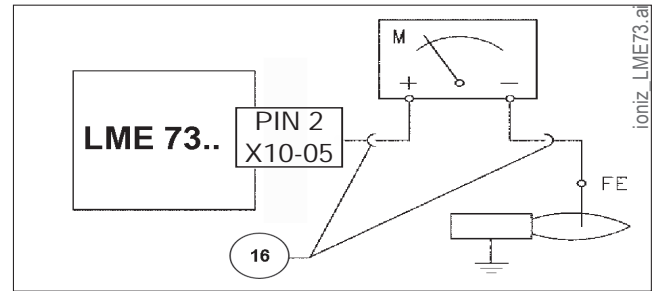 M
+ −
LME 73..
PIN 2
X10-05
FE
16
ioniz_LME73.ai